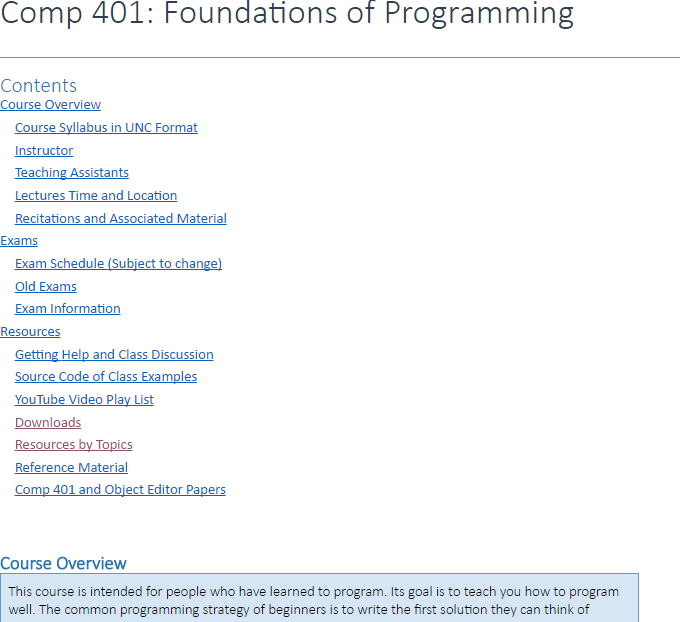 Comp 401: Foundations of Programming
Contents
Course Overview
Course Syllabus in UNC Format
Instructor
Teaching Assistants
Lectures Time and Location
Recitations and Associated Material
Exams
Exam Schedule (Subject to change)
Old Exams
Exam Information
Resources
Getting Help and Class Discussion
Source Code of Class Examples
YouTube Video Play List
Downloads
Resources by Topics
Reference Material
Comp 401 and Object Editor Papers
Course Overview
This course is intended for people who have learned to program. Its goal is to teach you how to program
well. The common programming strategy of beginners is to write the first solution they can think of